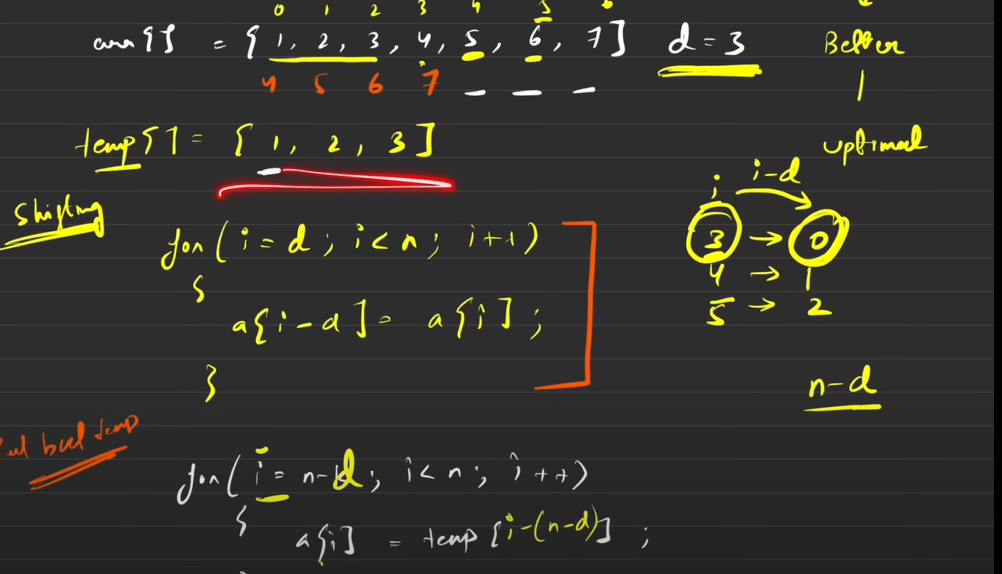 0 1 2 3 4 5 6
arr[] = { 1, 2, 3, 4, 5, 6, 7 ] d = 3
4 5 6 7 _ _ _
Better
temp[] = [ 1, 2, 3 ]
optimal
Shifting
i i-d
for( i = d ; i < n ; i++)
3 → 0
{
4 → 1
a[i-d] = a[i] ;
5 → 2
}
n-d
back temp
for( i = n-d ; i < n ; i++)
{
a[i] = temp [i-(n-d)] ;